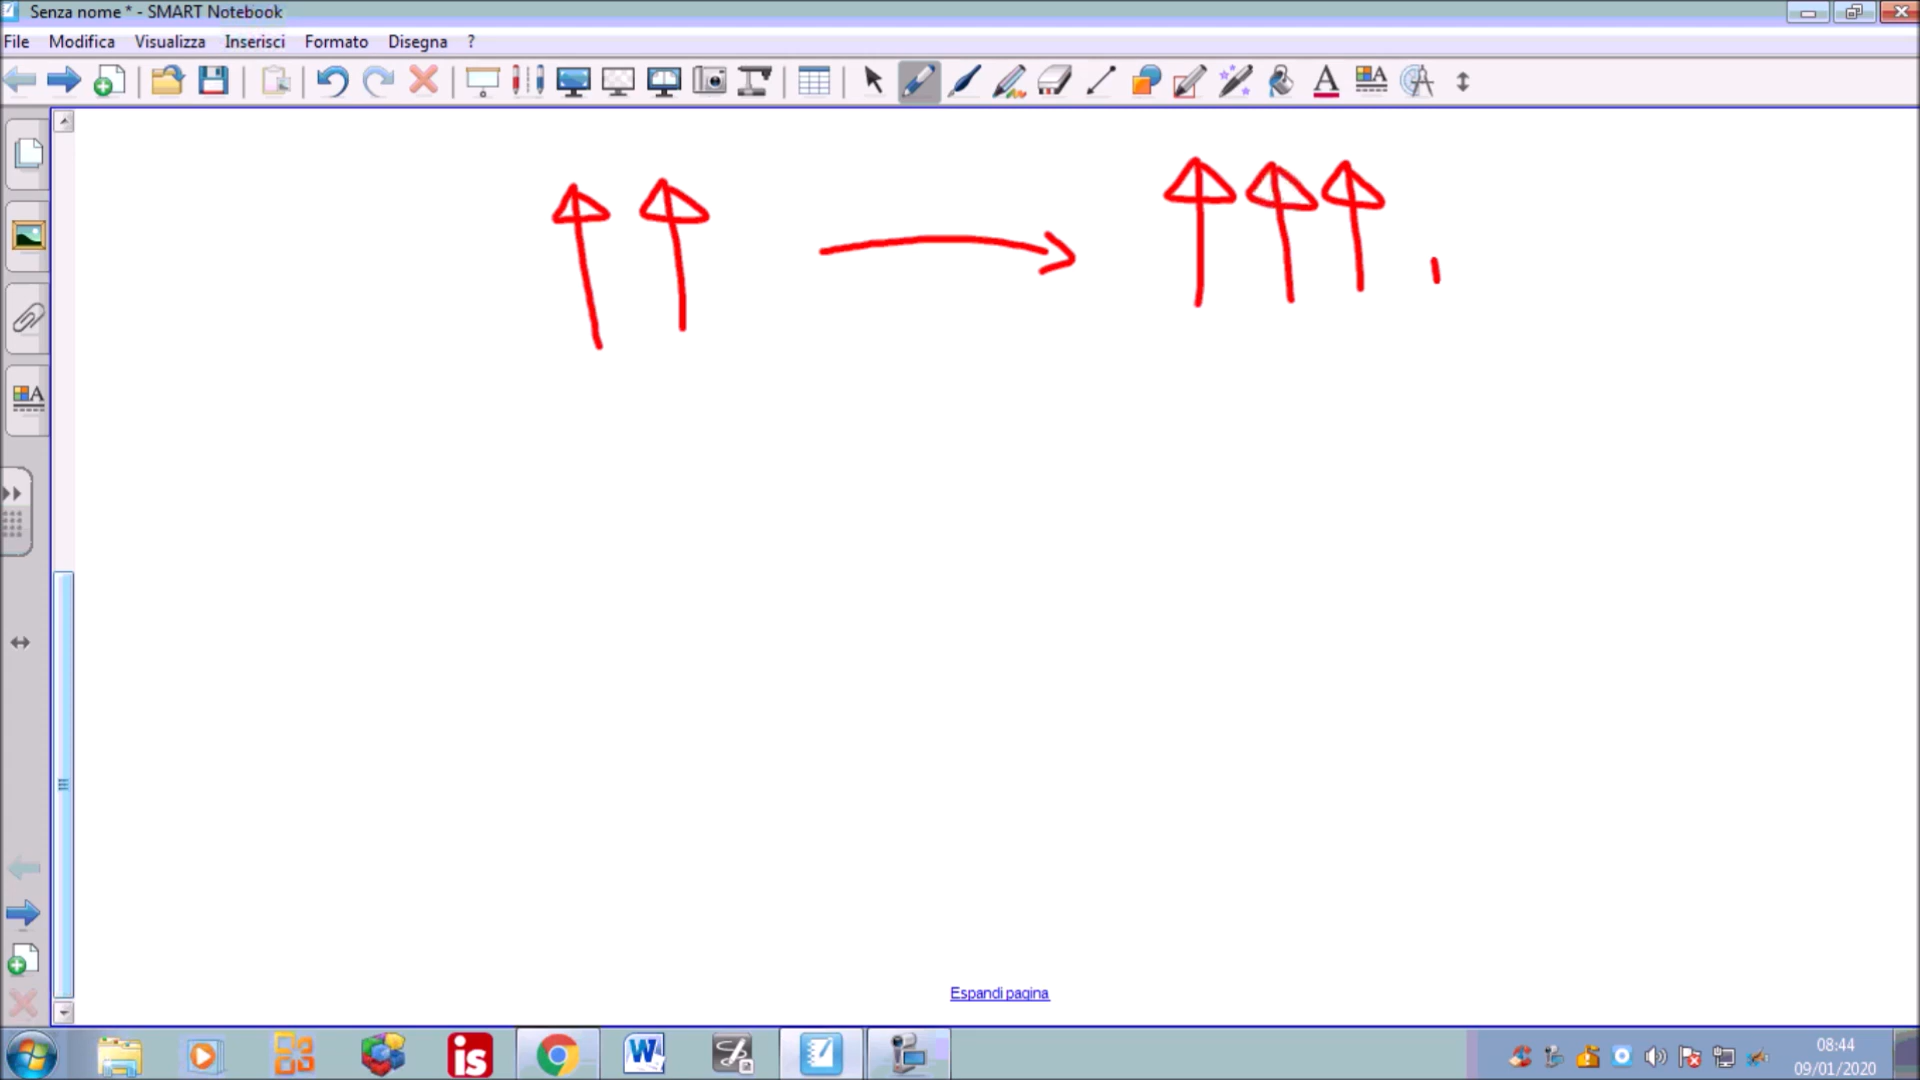 Senza nome * - SMART Notebook
File Modifica Visualizza Inserisci Formato Disegna ?
Espandi pagina
08:44
09/01/2020